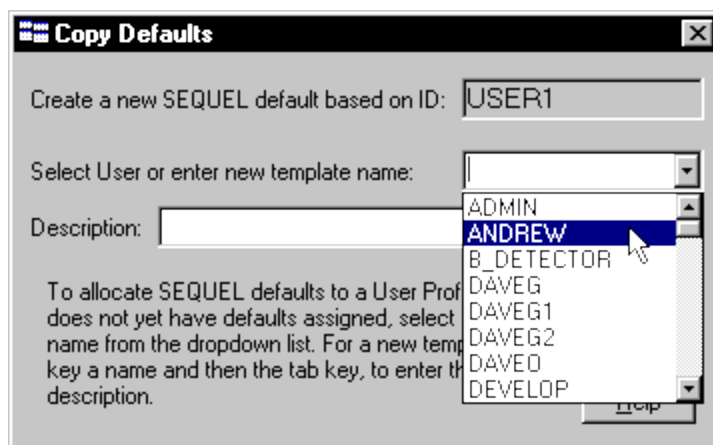 Copy Defaults
Create a new SEQUEL default based on ID: USER1
Select User or enter new template name:
ADMIN
ANDREW
B_DETECTOR
DAVEG
DAVEG1
DAVEG2
DAVEO
DEVELOP
Description:
To allocate SEQUEL defaults to a User Prof
does not yet have defaults assigned, select
name from the dropdown list. For a new temp
key a name and then the tab key, to enter th
description.
Help